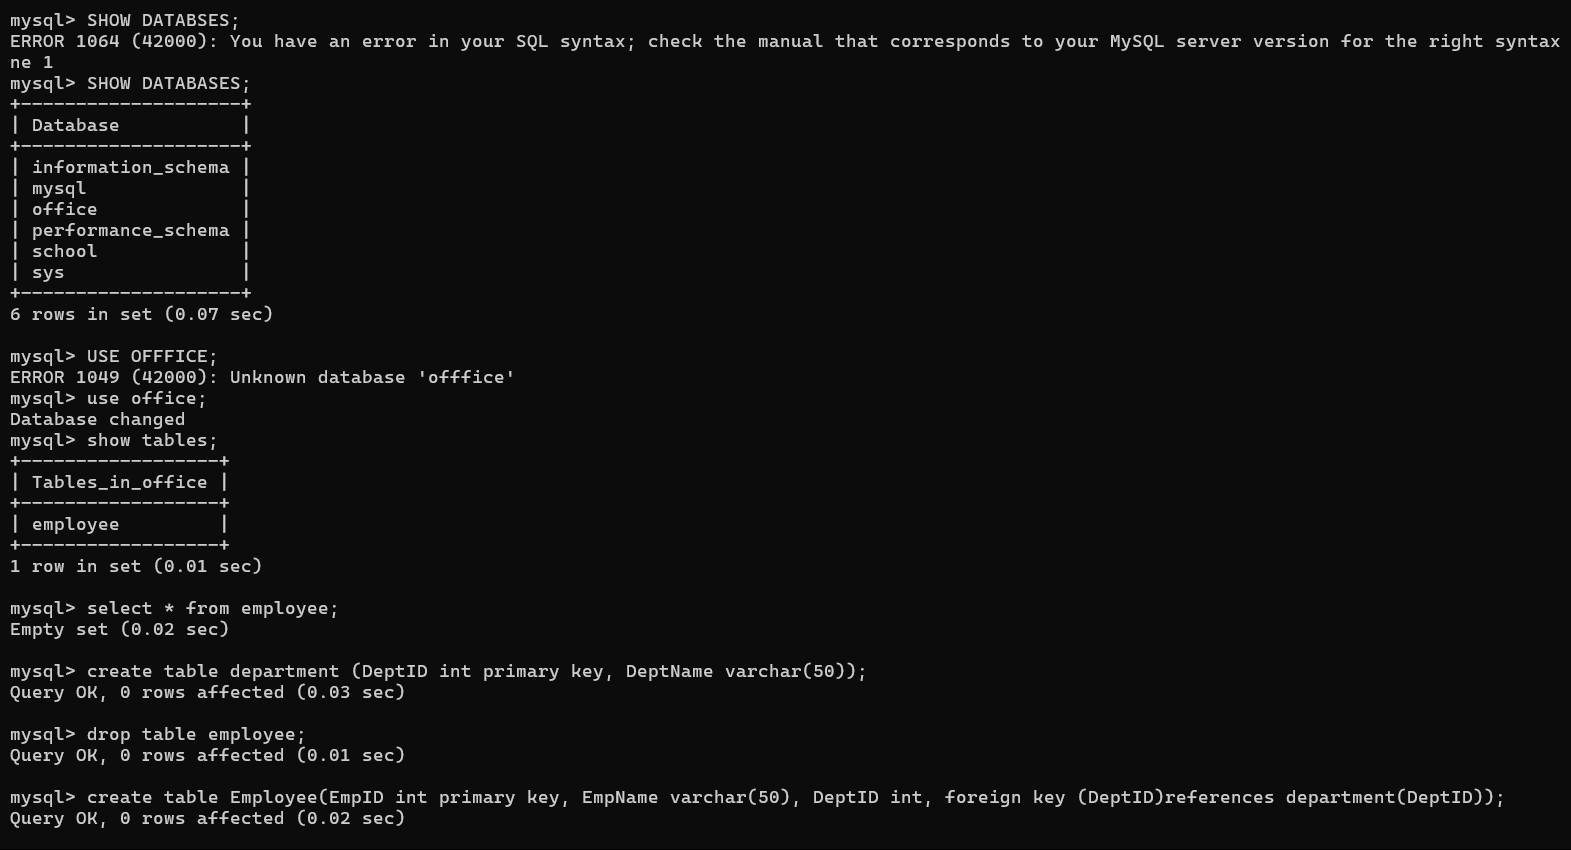 mysql> SHOW DATABSES;
ERROR 1064 (42000): You have an error in your SQL syntax; check the manual that corresponds to your MySQL server version for the right syntax
ne 1
mysql> SHOW DATABASES;
+--------------------+
| Database           |
+--------------------+
| information_schema |
| mysql              |
| office             |
| performance_schema |
| school             |
| sys                |
+--------------------+
6 rows in set (0.07 sec)

mysql> USE OFFFICE;
ERROR 1049 (42000): Unknown database 'offfice'
mysql> use office;
Database changed
mysql> show tables;
+------------------+
| Tables_in_office |
+------------------+
| employee         |
+------------------+
1 row in set (0.01 sec)

mysql> select * from employee;
Empty set (0.02 sec)

mysql> create table department (DeptID int primary key, DeptName varchar(50));
Query OK, 0 rows affected (0.03 sec)

mysql> drop table employee;
Query OK, 0 rows affected (0.01 sec)

mysql> create table Employee(EmpID int primary key, EmpName varchar(50), DeptID int, foreign key (DeptID)references department(DeptID));
Query OK, 0 rows affected (0.02 sec)